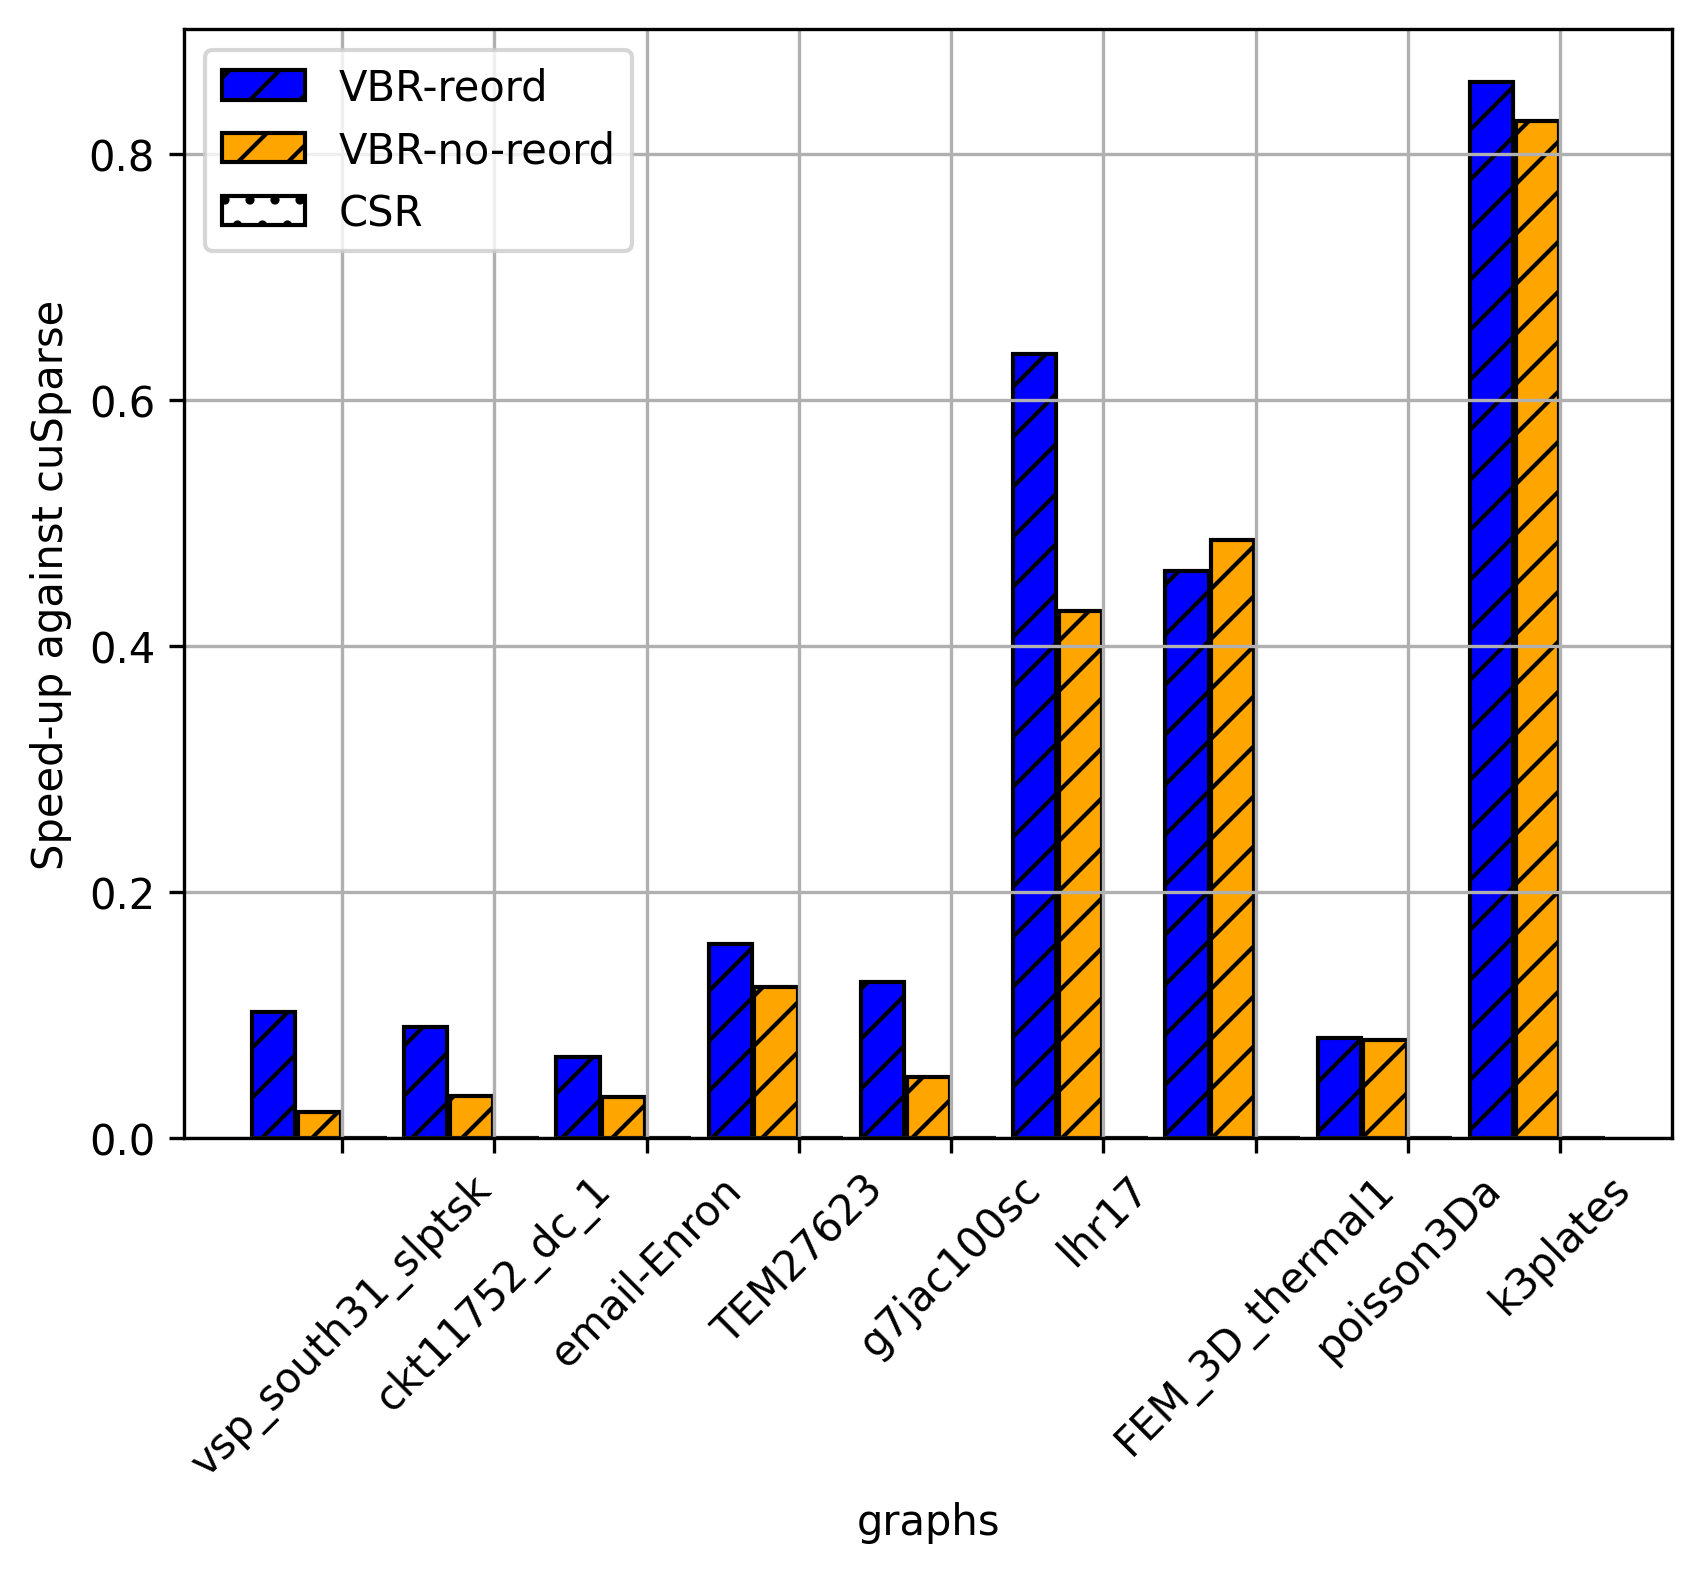 VBR-reord
VBR-no-reord
CSR
Speed-up against cuSparse
0.8
0.6
0.4
0.2
0.0
vsp_south31_slptsk
ckt11752_dc_1
email-Enron
TEM27623
g7jac100sc
lhr17
FEM_3D_thermal1
poisson3Da
k3plates
graphs